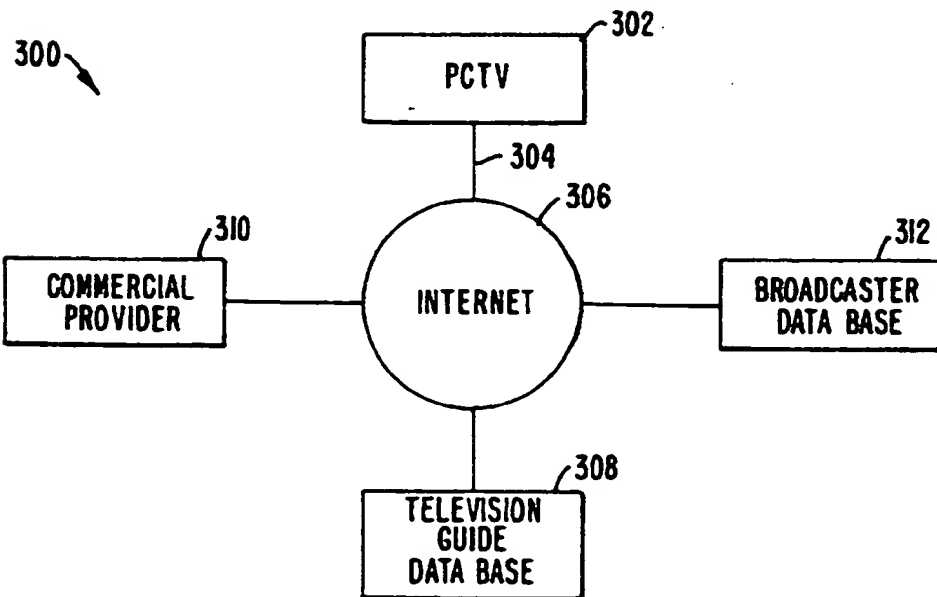 300
302
PCTV
304
306
310
COMMERCIAL
PROVIDER
INTERNET
312
BROADCASTER
DATA BASE
308
TELEVISION
GUIDE
DATA BASE